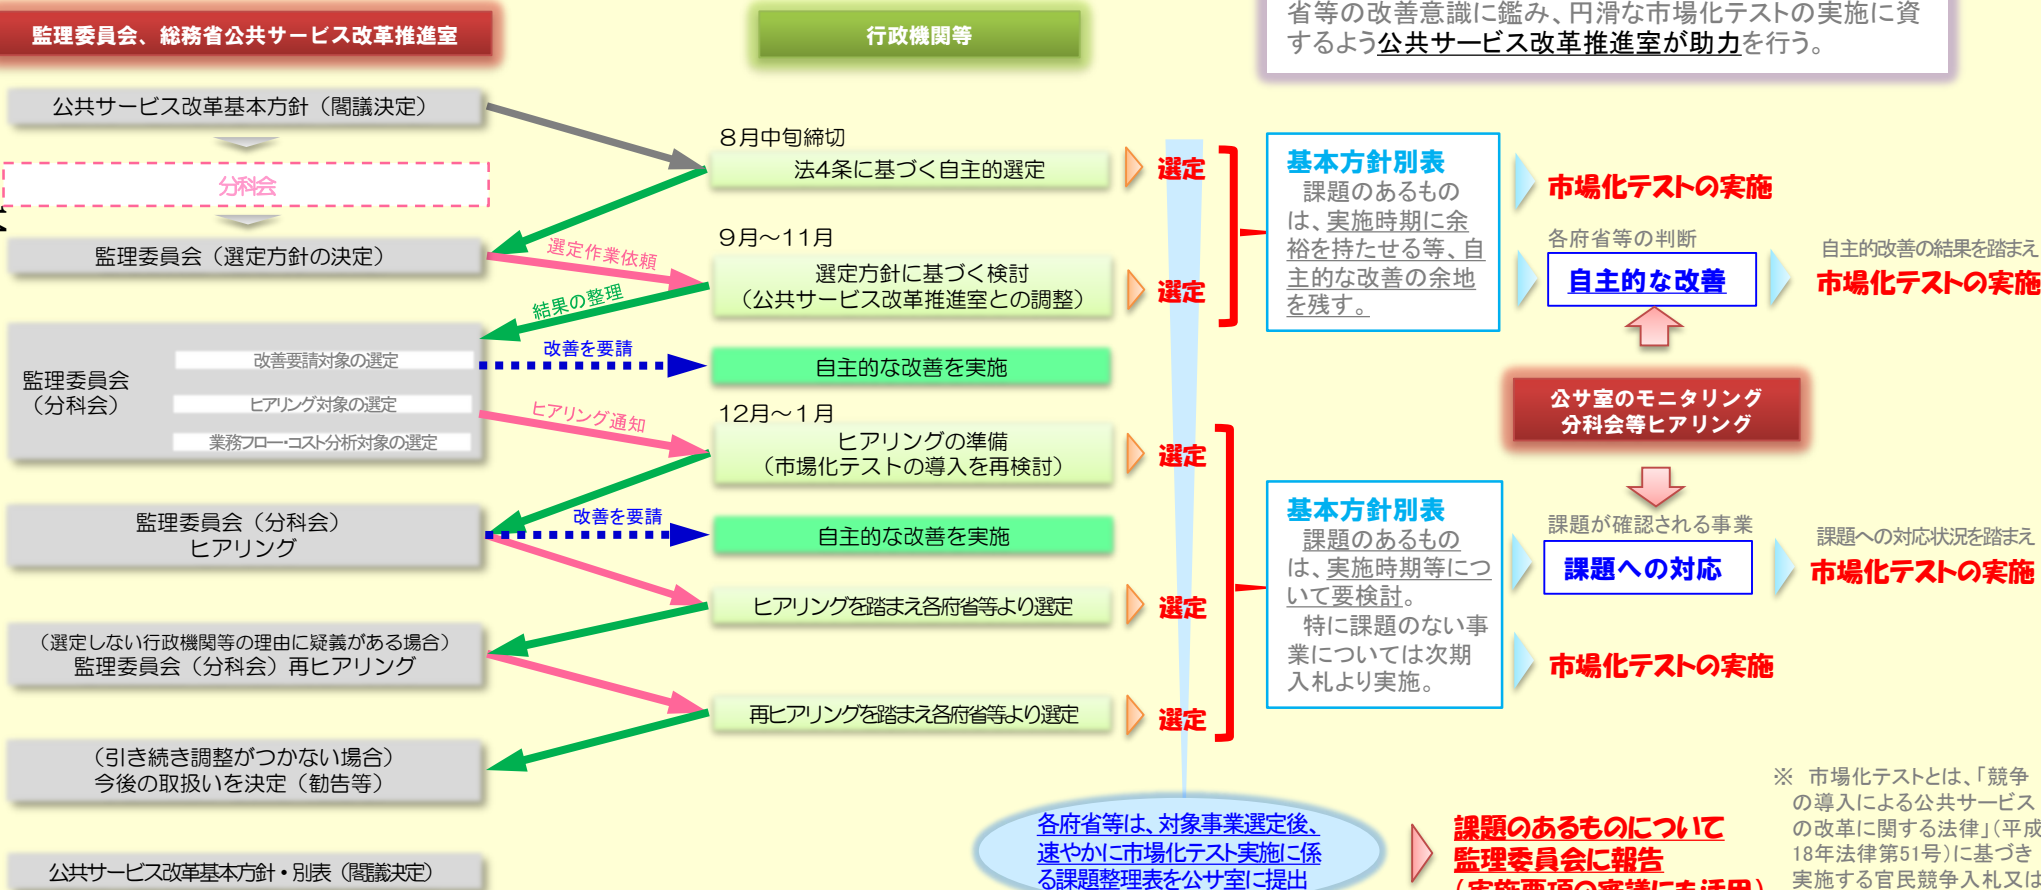 監理委員会、総務省公共サービス改革推進室
行政機関等
省等の改善意識に鑑み、円滑な市場化テストの実施に資
するよう公共サービス改革推進室が助力を行う。
公共サービス改革基本方針（閣議決定）
分科会
監理委員会（選定方針の決定）
監理委員会
（分科会）
改善要請対象の選定
ヒアリング対象の選定
業務フロー・コスト分析対象の選定
監理委員会（分科会）
ヒアリング
（選定しない行政機関等の理由に疑義がある場合）
監理委員会（分科会）再ヒアリング
（引き続き調整がつかない場合）
今後の取扱いを決定（勧告等）
公共サービス改革基本方針・別表（閣議決定）
選定作業依頼
結果の整理
改善を要請
ヒアリング通知
改善を要請
８月中旬締切
法4条に基づく自主的選定
選定
９月～11月
選定方針に基づく検討
（公共サービス改革推進室との調整）
選定
自主的な改善を実施
12月～１月
ヒアリングの準備
（市場化テストの導入を再検討）
選定
自主的な改善を実施
ヒアリングを踏まえ各府省等より選定
選定
再ヒアリングを踏まえ各府省等より選定
選定
基本方針別表
課題のあるもの
は、実施時期に余
裕を持たせる等、自
主的な改善の余地
を残す。
市場化テストの実施
各府省等の判断
自主的な改善
自主的改善の結果を踏まえ
市場化テストの実施
公サ室のモニタリング
分科会等ヒアリング
基本方針別表
課題のあるもの
は、実施時期等につ
いて要検討。
特に課題のない事
業については次期
入札より実施。
課題が確認される事業
課題への対応
課題への対応状況を踏まえ
市場化テストの実施
市場化テストの実施
各府省等は、対象事業選定後、
速やかに市場化テスト実施に係
る課題整理表を公サ室に提出
課題のあるものについて
監理委員会に報告
（実施要項の審議にも活用）
※　市場化テストとは、「競争
の導入による公共サービス
の改革に関する法律」（平成
18年法律第51号）に基づき
実施する官民競争入札又は